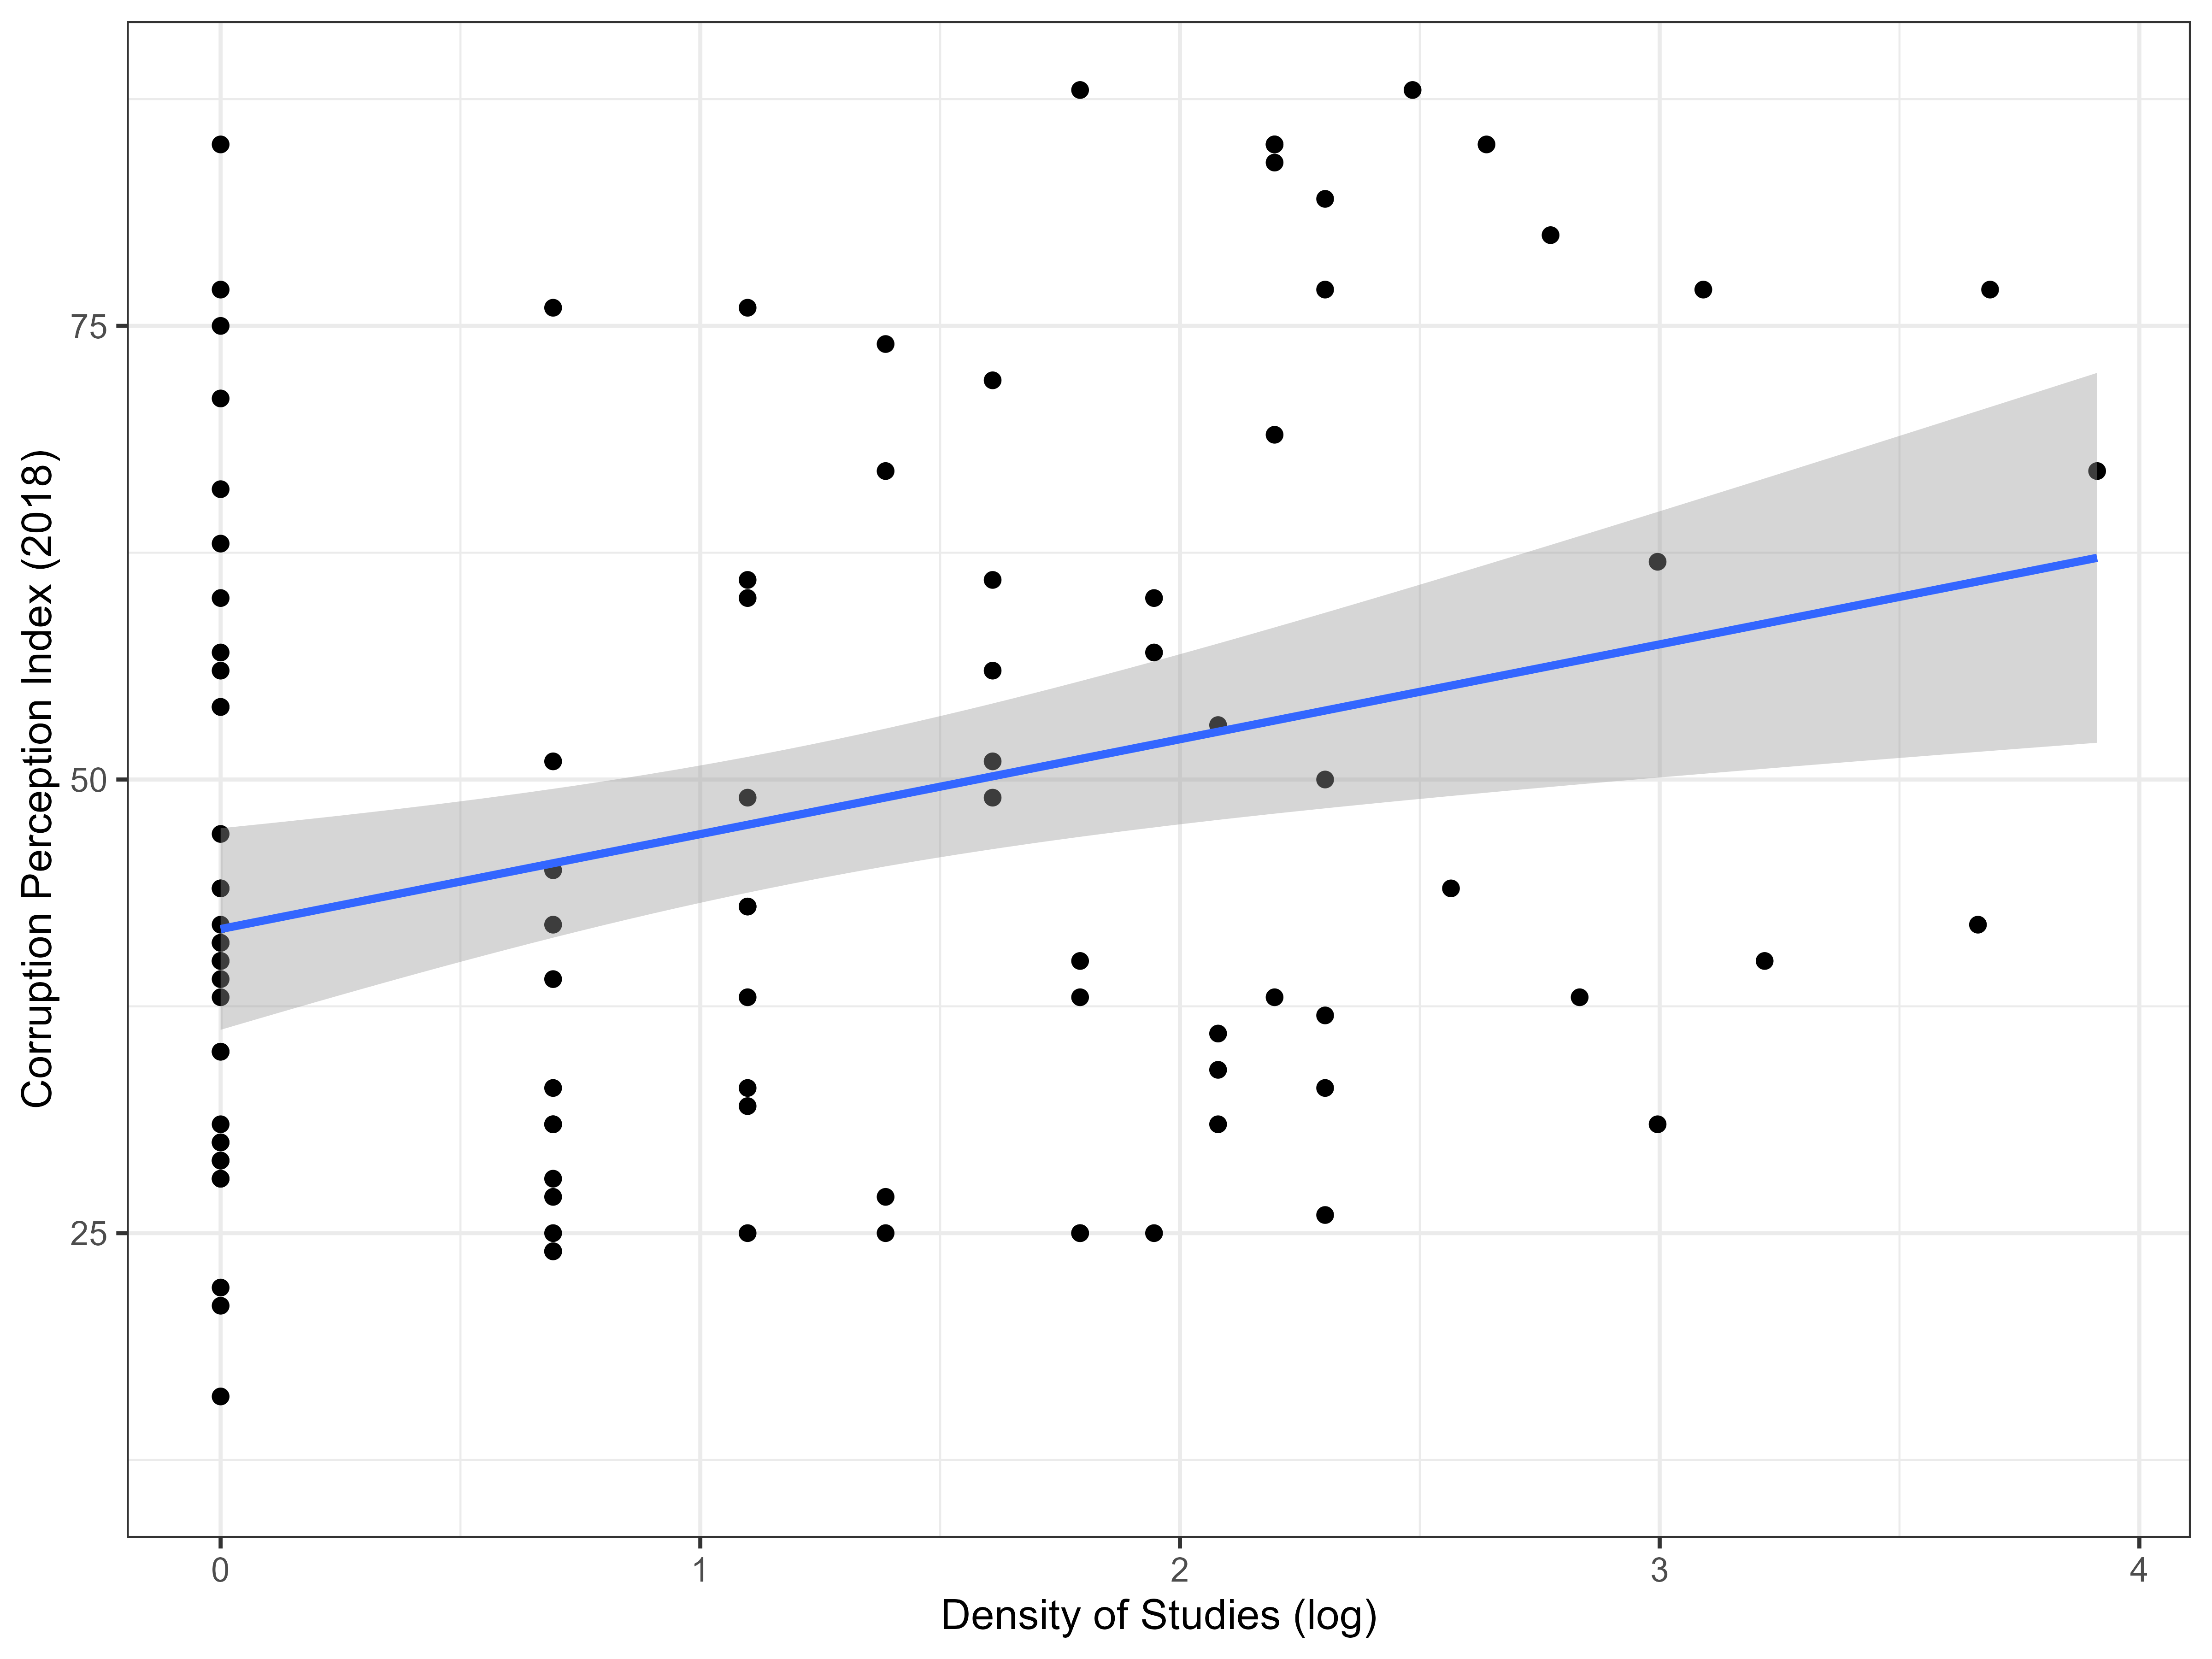 Corruption Perception Index (2018)
75
50
25
0 1 2 3 4
Density of Studies (log)